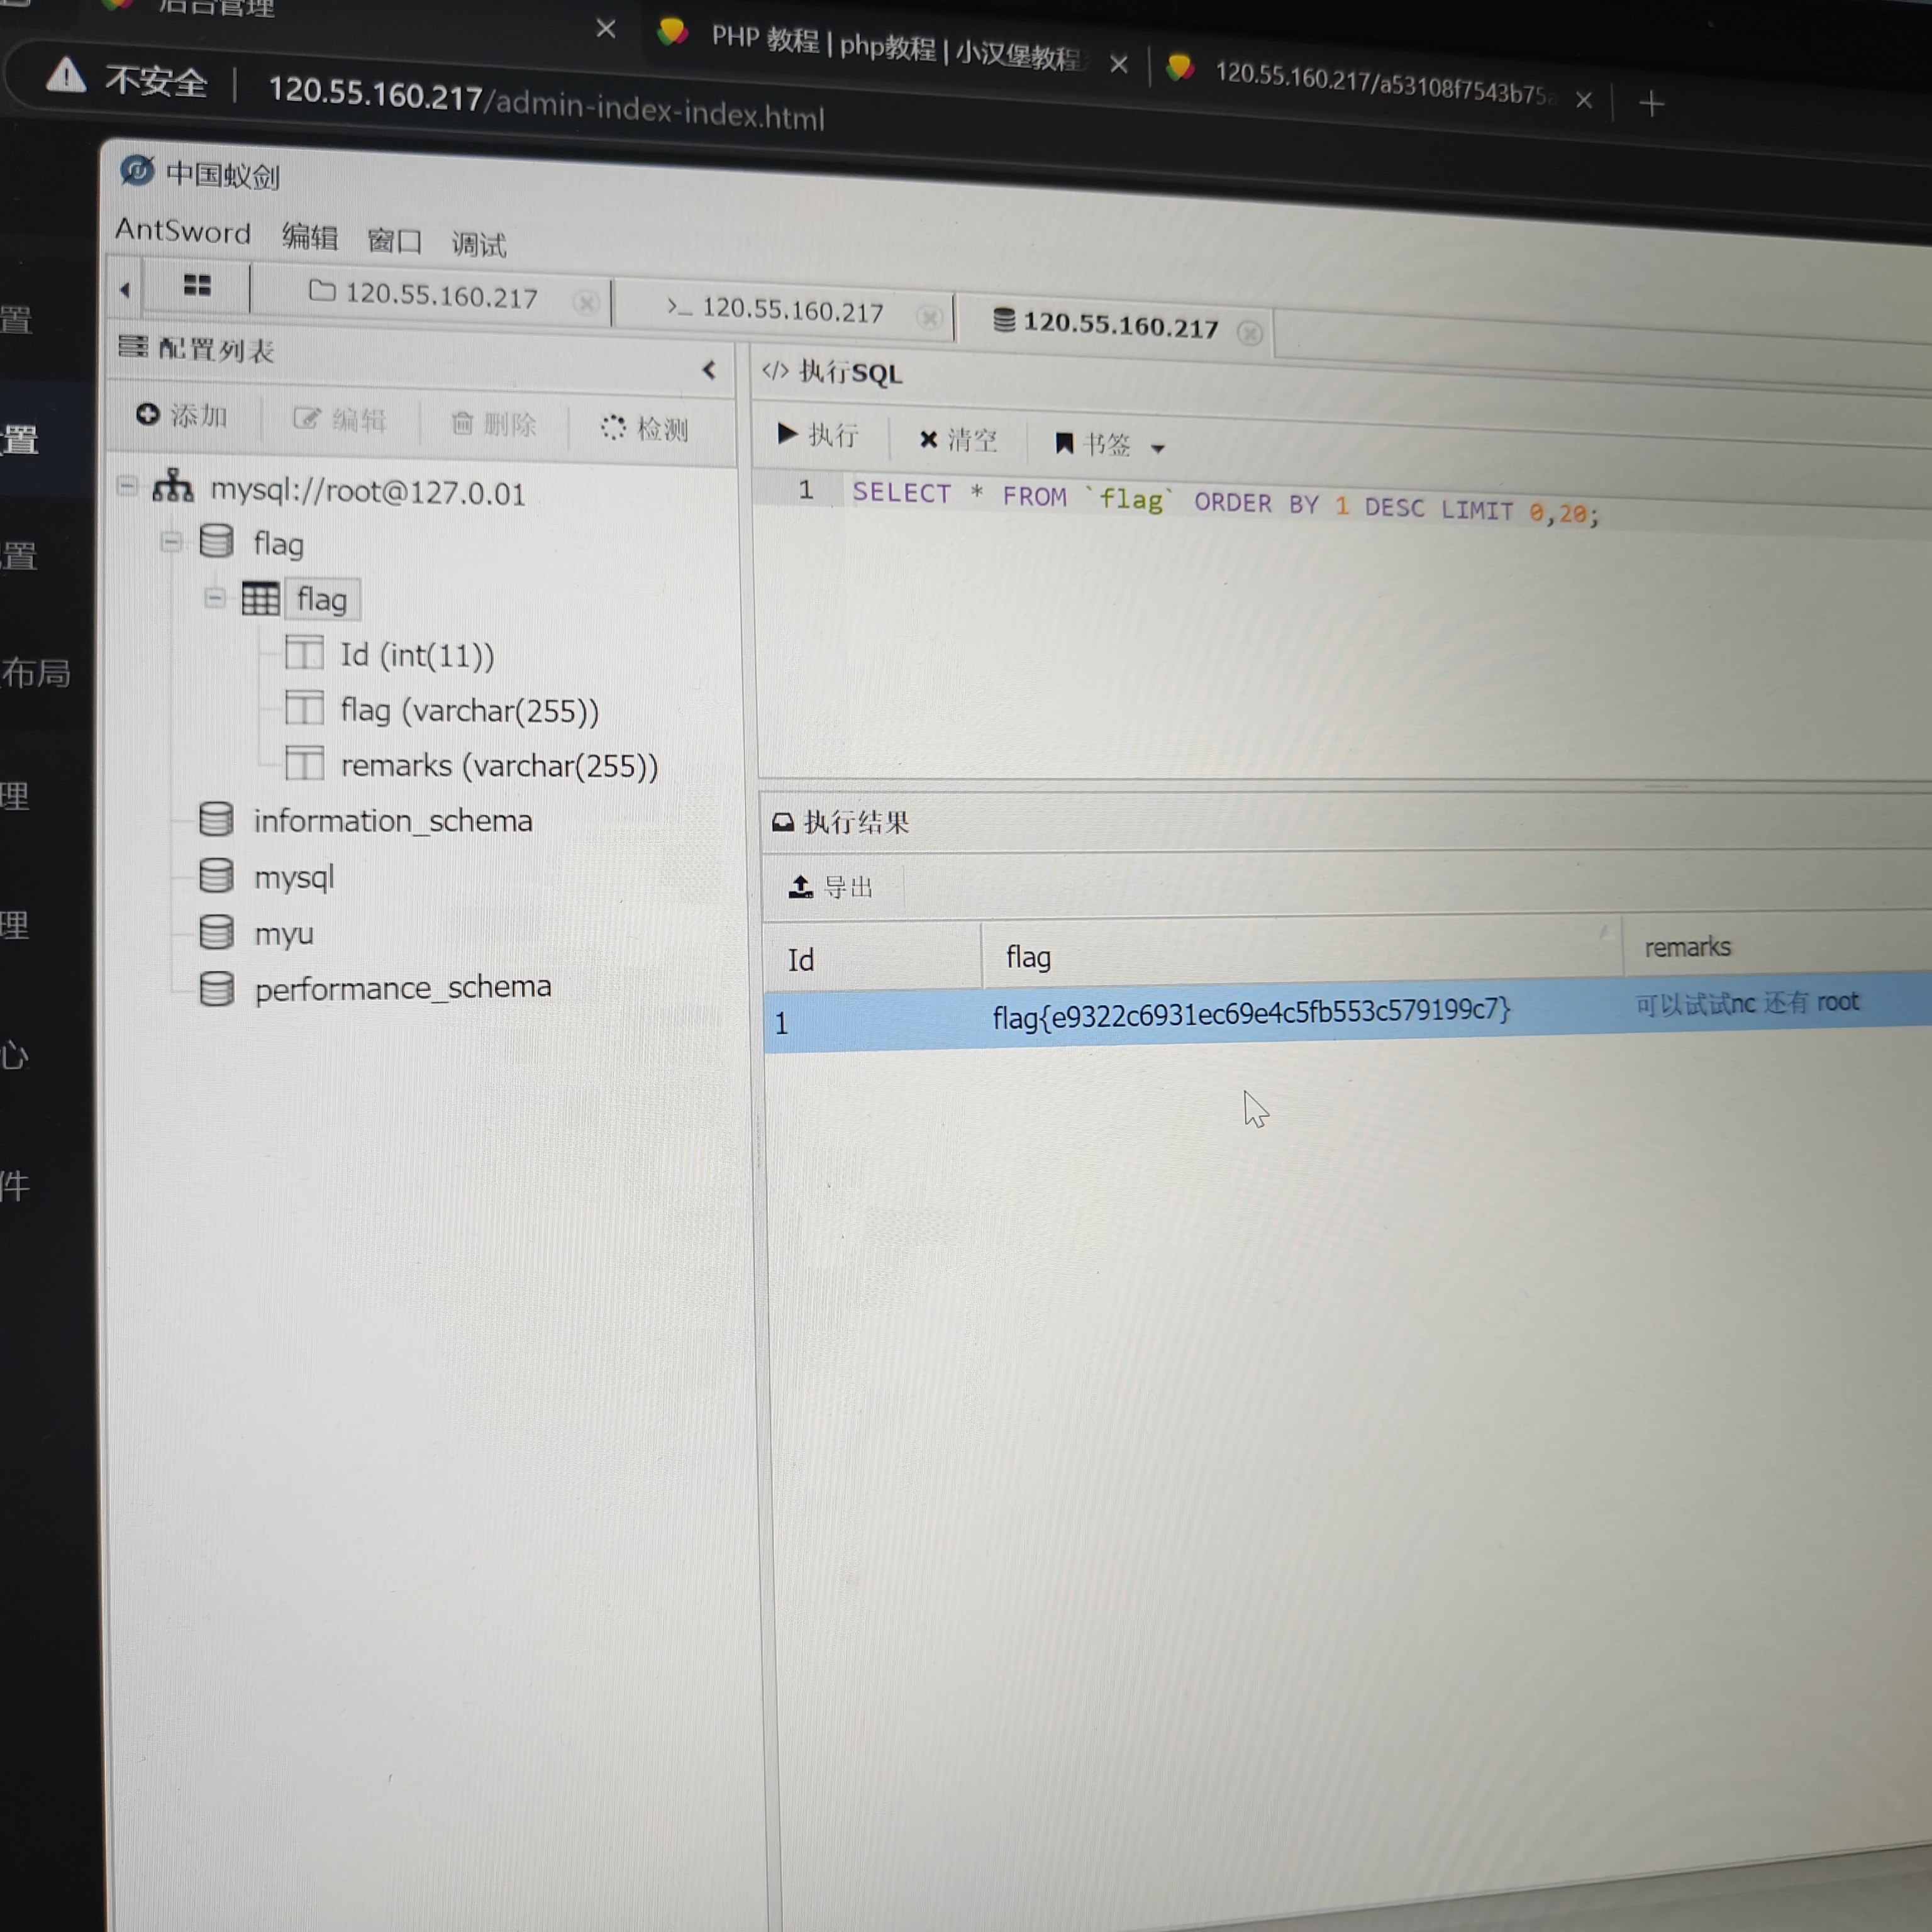 后台管理
PHP 教程 | php教程 | 小汉堡教程
120.55.160.217/a53108f7543b75a
不安全
120.55.160.217/admin-index-index.html
中国蚁剑
AntSword 编辑 窗口 调试
120.55.160.217
>_ 120.55.160.217
120.55.160.217
配置列表
添加 编辑 删除 检测
mysql://root@127.0.01
flag
flag
Id (int(11))
flag (varchar(255))
remarks (varchar(255))
information_schema
mysql
myu
performance_schema
</> 执行SQL
执行 清空 书签
1 SELECT * FROM `flag` ORDER BY 1 DESC LIMIT 0,20;
执行结果
导出
Id flag remarks
1 flag{e9322c6931ec69e4c5fb553c579199c7} 可以试试nc 还有 root
置
置
置
布局
理
理
心
件